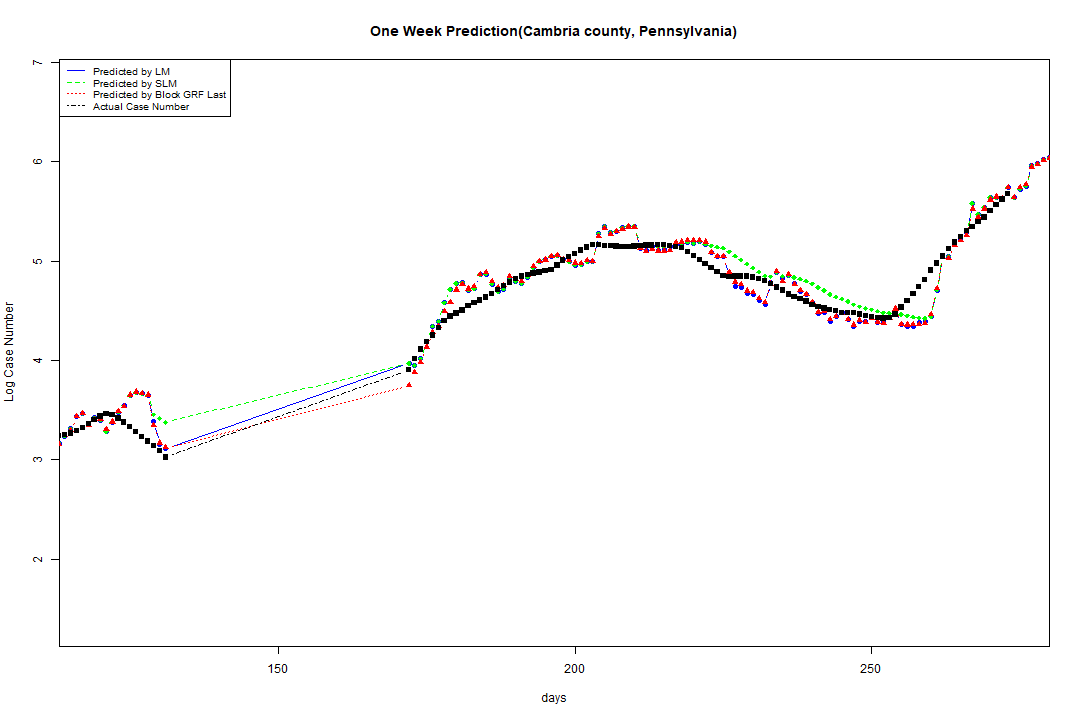 One Week Prediction(Cambria county, Pennsylvania)
Predicted by LM
Predicted by SLM
Predicted by Block GRF Last
Actual Case Number
7
6
5
4
3
2
Log Case Number
150 200 250
days